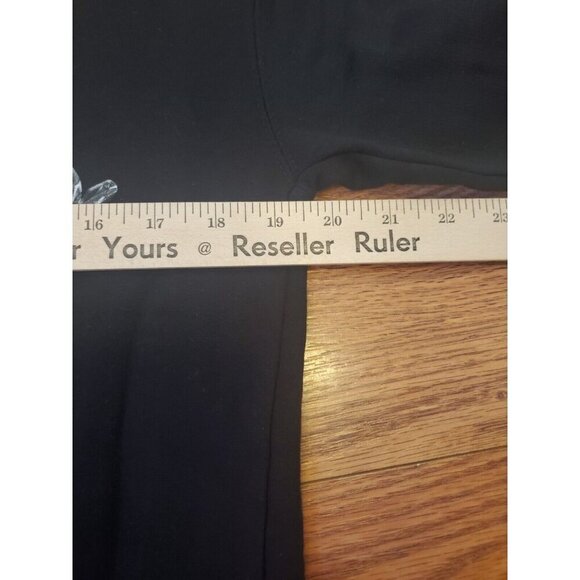 16 17 18 19 20 21 22 23
r Yours @ Reseller Ruler